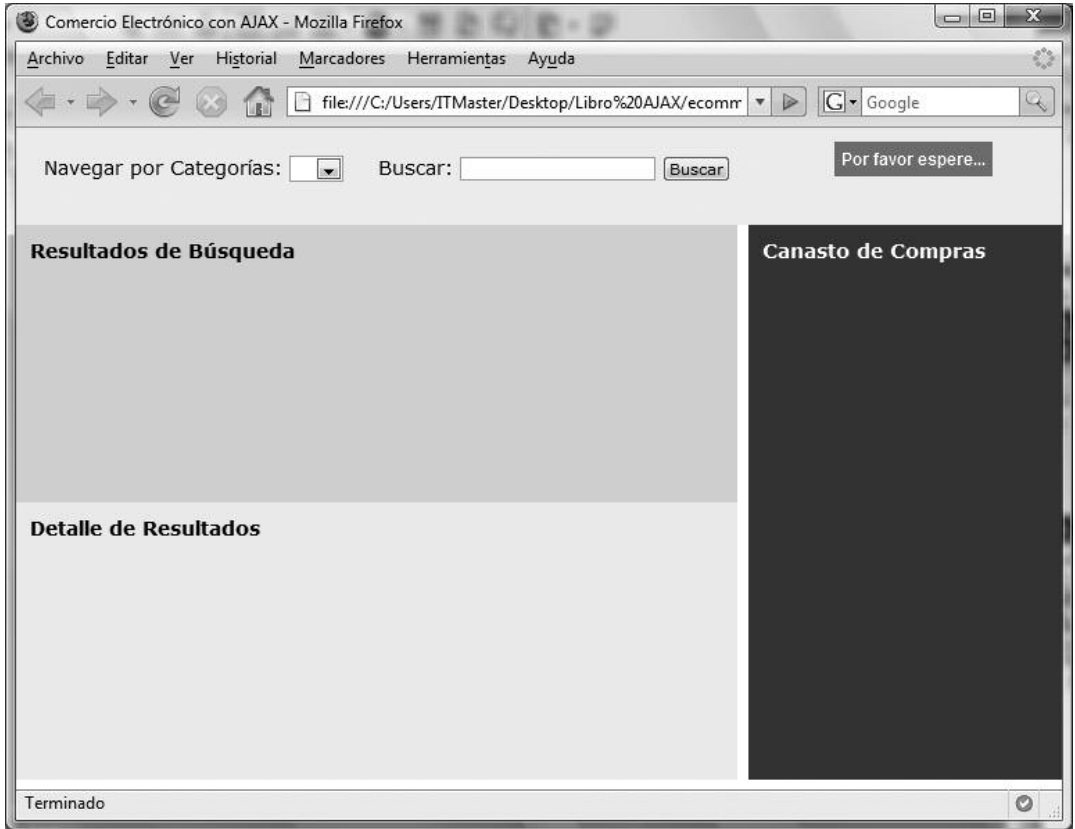 Comercio Electrónico con AJAX - Mozilla Firefox
Archivo Editar Ver Historial Marcadores Herramientas Ayuda
file:///C:/Users/ITMaster/Desktop/Libro%20AJAX/ecomm
G Google
Navegar por Categorías: Buscar: Buscar
Por favor espere...
Resultados de Búsqueda
Canasto de Compras
Detalle de Resultados
Terminado